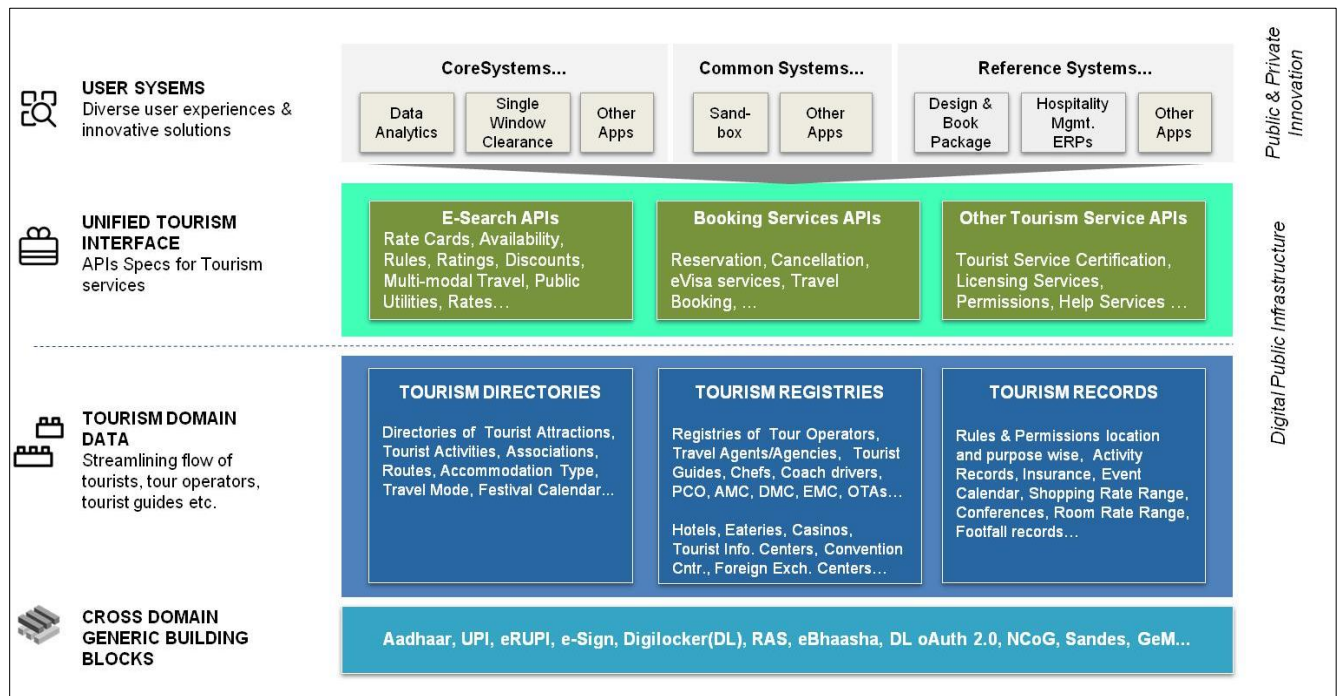 USER SYSEMS
Diverse user experiences &
innovative solutions
CoreSystems...
Data
Analytics
Single
Window
Clearance
Other
Apps
Common Systems...
Sand-
box
Other
Apps
Reference Systems...
Design &
Book
Package
Hospitality
Mgmt.
ERPs
Other
Apps
Public & Private
Innovation
UNIFIED TOURISM
INTERFACE
APIs Specs for Tourism
services
E-Search APIs
Rate Cards, Availability,
Rules, Ratings, Discounts,
Multi-modal Travel, Public
Utilities, Rates…
Booking Services APIs
Reservation, Cancellation,
eVisa services, Travel
Booking, …
Other Tourism Service APIs
Tourist Service Certification,
Licensing Services,
Permissions, Help Services …
Digital Public Infrastructure
TOURISM DOMAIN
DATA
Streamlining flow of
tourists, tour operators,
tourist guides etc.
TOURISM DIRECTORIES
Directories of Tourist Attractions,
Tourist Activities, Associations,
Routes, Accommodation Type,
Travel Mode, Festival Calendar...
TOURISM REGISTRIES
Registries of Tour Operators,
Travel Agents/Agencies, Tourist
Guides, Chefs, Coach drivers,
PCO, AMC, DMC, EMC, OTAs…
Hotels, Eateries, Casinos,
Tourist Info. Centers, Convention
Cntr., Foreign Exch. Centers…
TOURISM RECORDS
Rules & Permissions location
and purpose wise, Activity
Records, Insurance, Event
Calendar, Shopping Rate Range,
Conferences, Room Rate Range,
Footfall records…
CROSS DOMAIN
GENERIC BUILDING
BLOCKS
Aadhaar, UPI, eRUPI, e-Sign, Digilocker(DL), RAS, eBhaasha, DL oAuth 2.0, NCoG, Sandes, GeM...